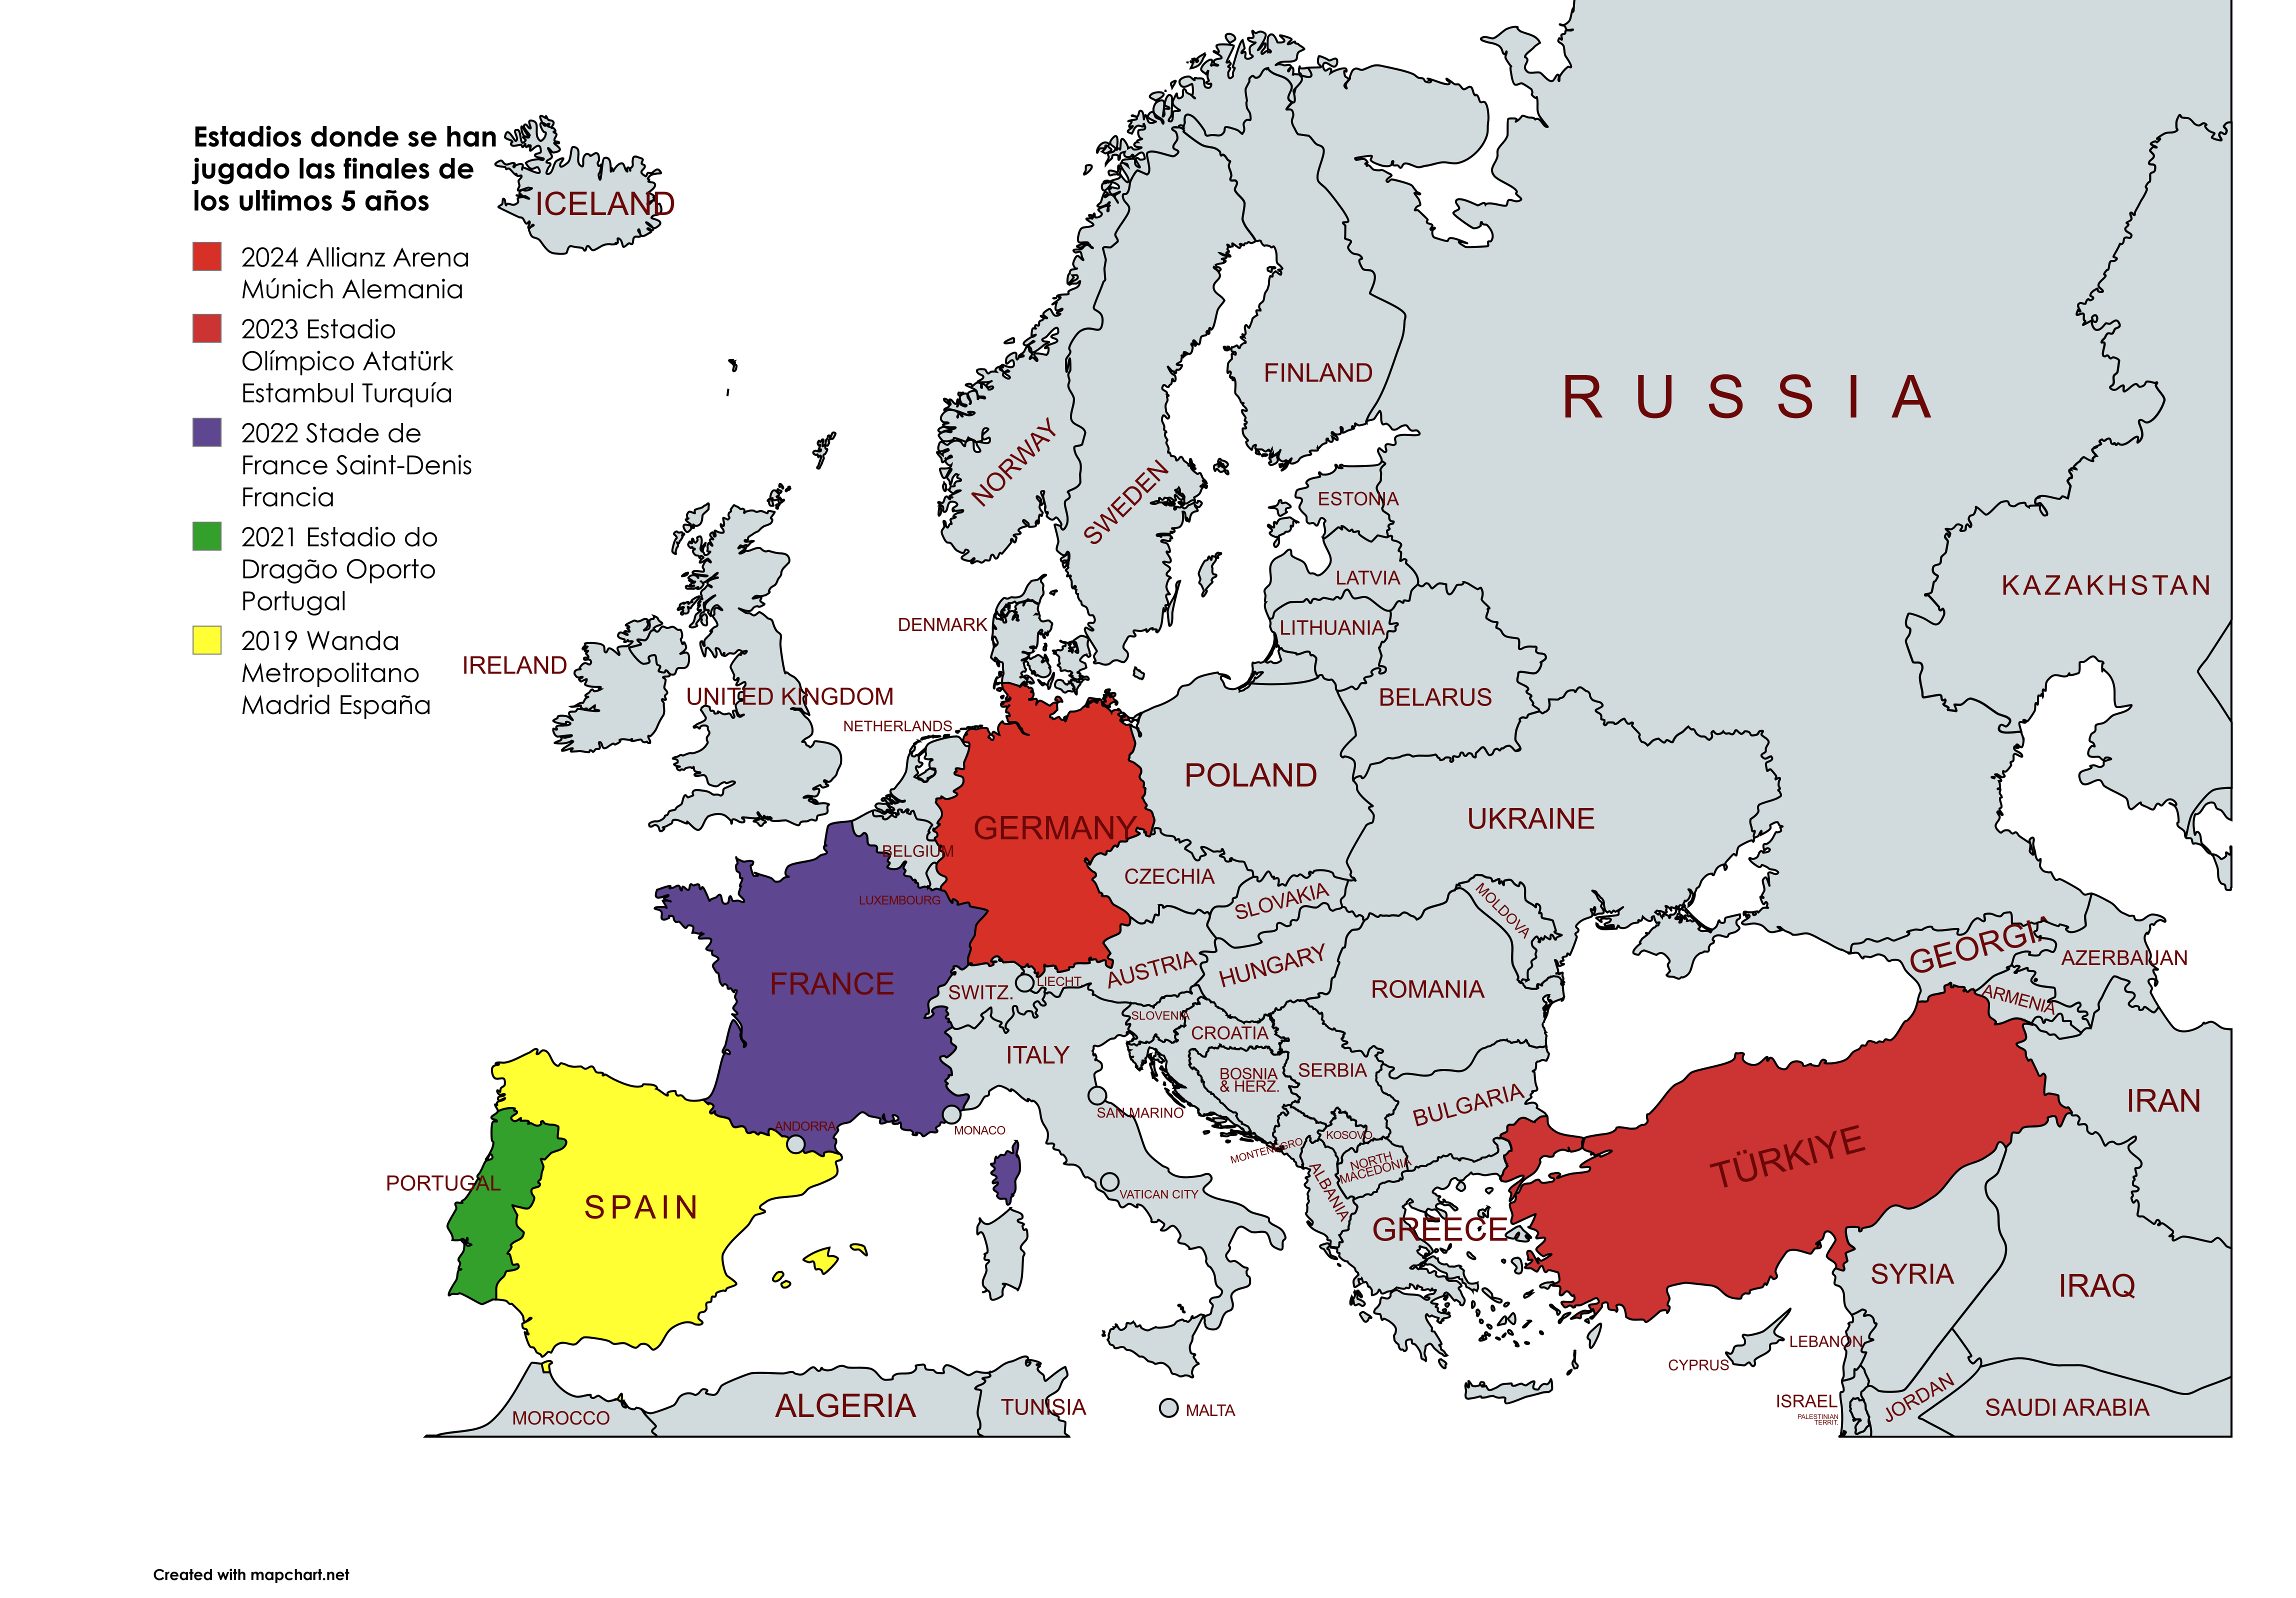 Estadios donde se han
jugado las finales de
los ultimos 5 años
2024 Allianz Arena
Múnich Alemania
2023 Estadio
Olímpico Atatürk
Estambul Turquía
2022 Stade de
France Saint-Denis
Francia
2021 Estadio do
Dragão Oporto
Portugal
2019 Wanda
Metropolitano
Madrid España
ICELAND
RUSSIA
FINLAND
NORWAY
SWEDEN
ESTONIA
LATVIA
KAZAKHSTAN
DENMARK
LITHUANIA
IRELAND
UNITED KINGDOM
BELARUS
NETHERLANDS
POLAND
UKRAINE
GERMANY
BELGIUM
CZECHIA
LUXEMBOURG
SLOVAKIA
MOLDOVA
GEORGIA
AZERBAIJAN
FRANCE
SWITZ.
LIECHT.
AUSTRIA
HUNGARY
ROMANIA
ARMENIA
SLOVENIA
CROATIA
ITALY
BOSNIA
& HERZ.
SERBIA
BULGARIA
IRAN
SAN MARINO
ANDORRA
MONACO
KOSOVO
MONTENEGRO
NORTH
MACEDONIA
TÜRKIYE
PORTUGAL
SPAIN
VATICAN CITY
ALBANIA
GREECE
SYRIA
IRAQ
LEBANON
CYPRUS
MOROCCO
ALGERIA
TUNISIA
MALTA
ISRAEL
PALESTINIAN
TERRIT.
JORDAN
SAUDI ARABIA
Created with mapchart.net